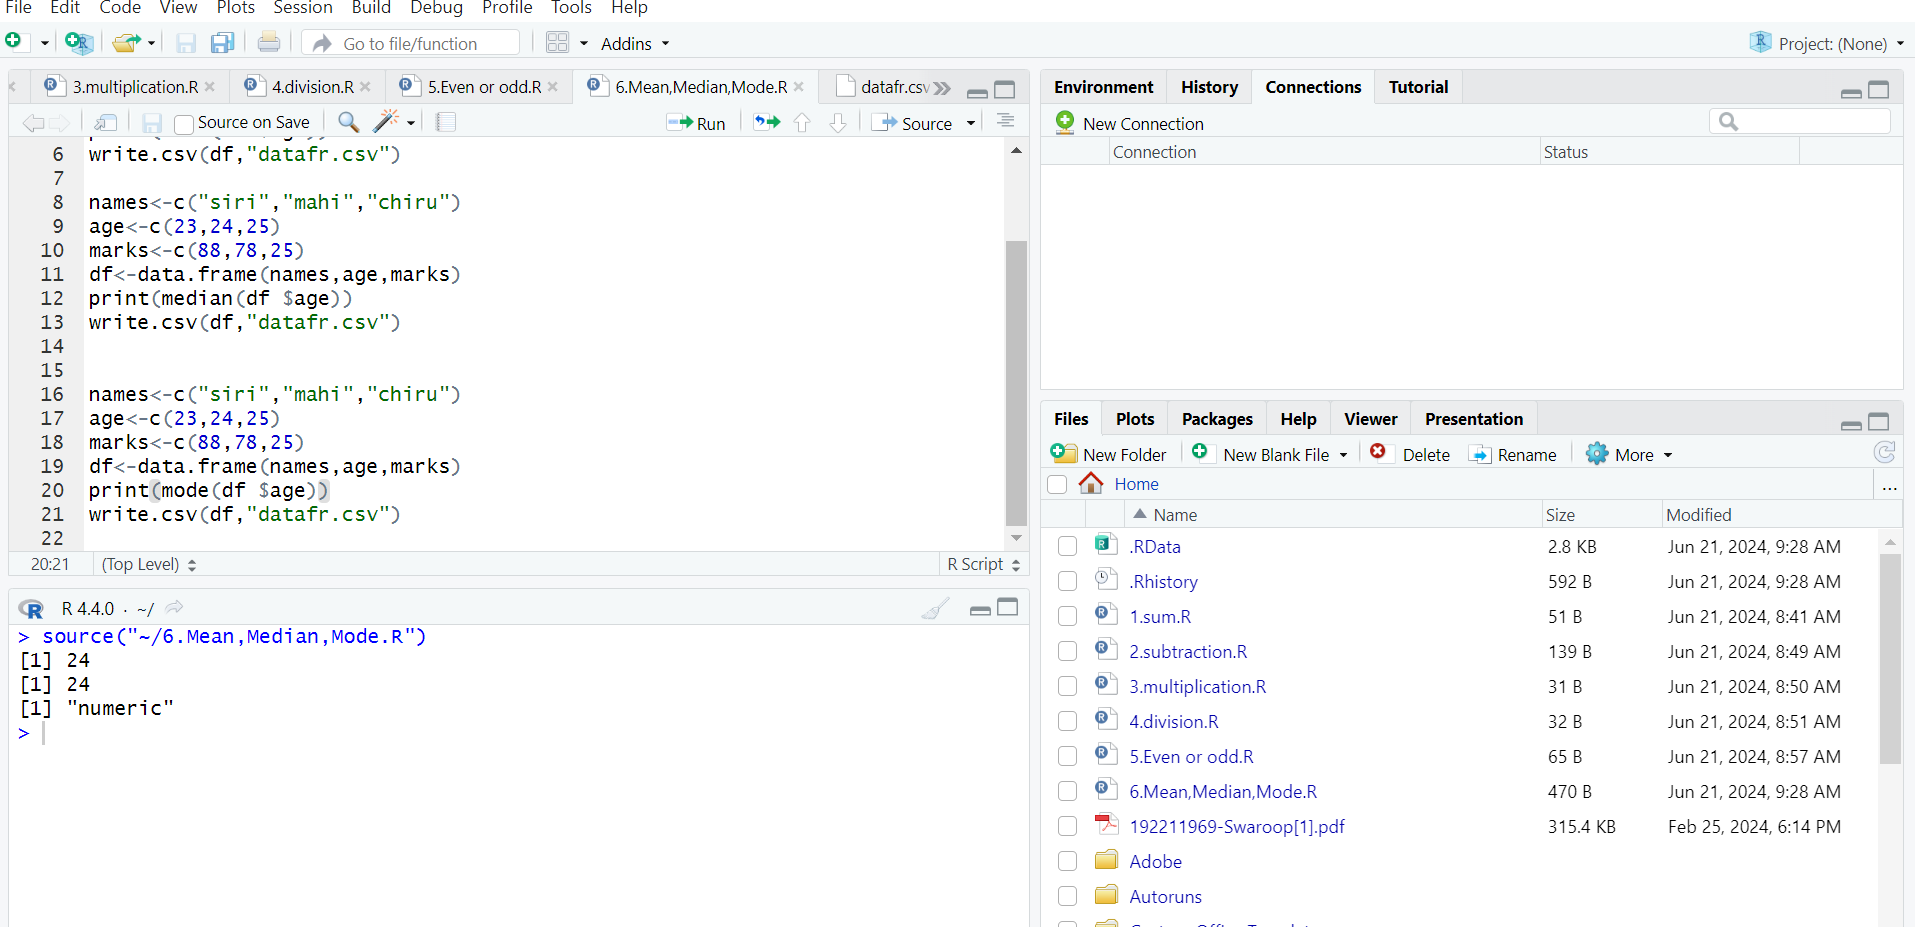 File Edit Code View Plots Session Build Debug Profile Tools Help
Go to file/function Addins Project: (None)
3.multiplication.R 4.division.R 5.Even or odd.R 6.Mean,Median,Mode.R datafr.csv
Source on Save Run Source
6 write.csv(df,"datafr.csv")
7
8 names<-c("siri","mahi","chiru")
9 age<-c(23,24,25)
10 marks<-c(88,78,25)
11 df<-data.frame(names,age,marks)
12 print(median(df $age))
13 write.csv(df,"datafr.csv")
14
15
16 names<-c("siri","mahi","chiru")
17 age<-c(23,24,25)
18 marks<-c(88,78,25)
19 df<-data.frame(names,age,marks)
20 print(mode(df $age))
21 write.csv(df,"datafr.csv")
22
20:21 (Top Level) R Script
R 4.4.0 · ~/
> source("~/6.Mean,Median,Mode.R")
[1] 24
[1] 24
[1] "numeric"
>
Environment History Connections Tutorial
New Connection
Connection Status
Files Plots Packages Help Viewer Presentation
New Folder New Blank File Delete Rename More
Home ...
Name Size Modified
.RData 2.8 KB Jun 21, 2024, 9:28 AM
.Rhistory 592 B Jun 21, 2024, 9:28 AM
1.sum.R 51 B Jun 21, 2024, 8:41 AM
2.subtraction.R 139 B Jun 21, 2024, 8:49 AM
3.multiplication.R 31 B Jun 21, 2024, 8:50 AM
4.division.R 32 B Jun 21, 2024, 8:51 AM
5.Even or odd.R 65 B Jun 21, 2024, 8:57 AM
6.Mean,Median,Mode.R 470 B Jun 21, 2024, 9:28 AM
192211969-Swaroop[1].pdf 315.4 KB Feb 25, 2024, 6:14 PM
Adobe
Autoruns